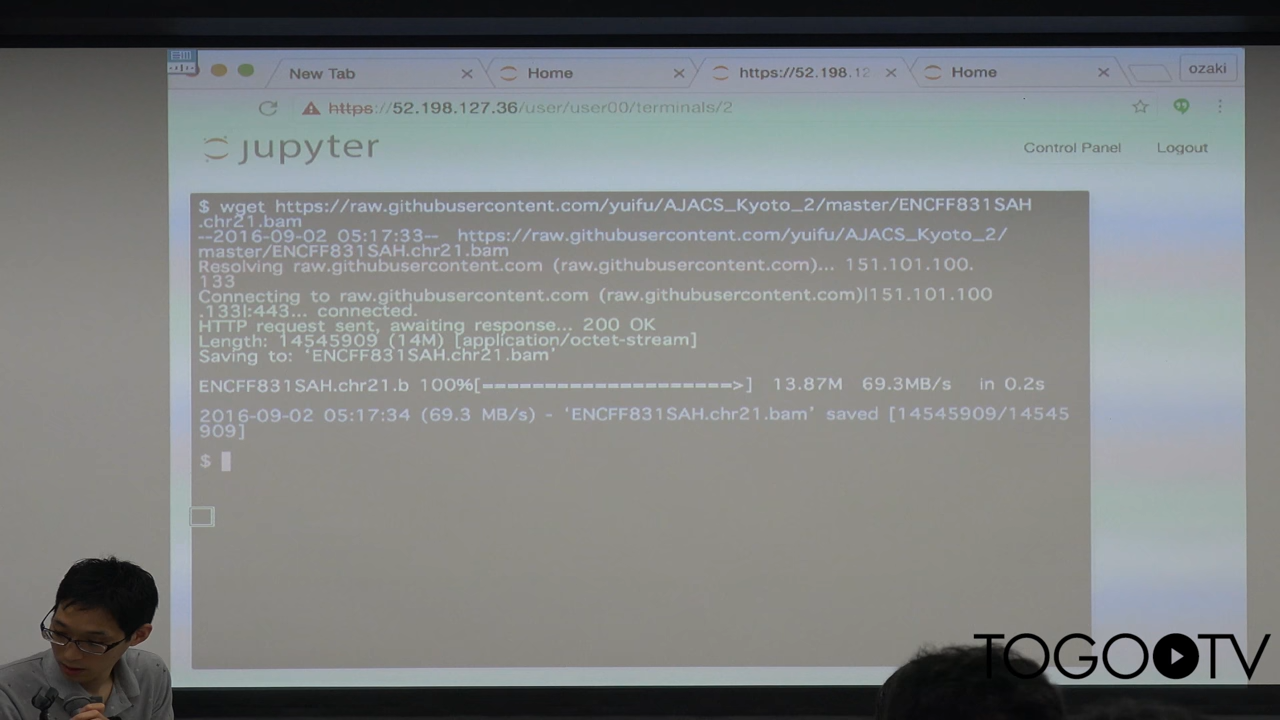 New Tab
Home
https://52.198.12
Home
ozaki
https://52.198.127.36/user/user00/terminals/2
jupyter
Control Panel
Logout
$ wget https://raw.githubusercontent.com/yuifu/AJACS_Kyoto_2/master/ENCFF831SAH
.chr21.bam
--2016-09-02 05:17:33-- https://raw.githubusercontent.com/yuifu/AJACS_Kyoto_2/
master/ENCFF831SAH.chr21.bam
Resolving raw.githubusercontent.com (raw.githubusercontent.com)... 151.101.100.
133
Connecting to raw.githubusercontent.com (raw.githubusercontent.com)|151.101.100
.133|:443... connected.
HTTP request sent, awaiting response... 200 OK
Length: 14545909 (14M) [application/octet-stream]
Saving to: ‘ENCFF831SAH.chr21.bam’
ENCFF831SAH.chr21.b 100%[====================>] 13.87M 69.3MB/s in 0.2s
2016-09-02 05:17:34 (69.3 MB/s) - ‘ENCFF831SAH.chr21.bam’ saved [14545909/14545
909]
$
TOGOTV